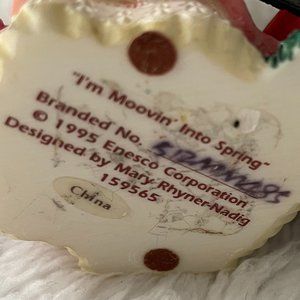 "I'm Moovin' Into Spring"
Branded No.
© 1995 Enesco Corporation
Designed by Mary Rhyner-Nadig
159565
China